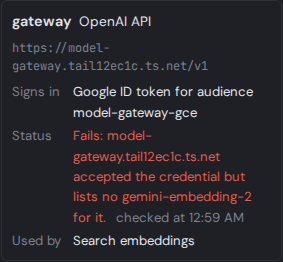 gateway OpenAI API
https://model-
gateway.tail12ec1c.ts.net/v1
Signs in Google ID token for audience
model-gateway-gce
Status Fails: model-
gateway.tail12ec1c.ts.net
accepted the credential but
lists no gemini-embedding-2
for it. checked at 12:59 AM
Used by Search embeddings